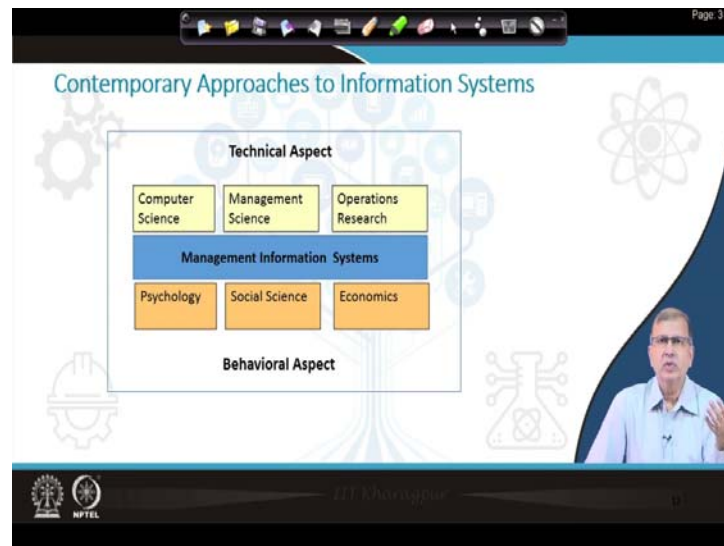 Page: 3
Contemporary Approaches to Information Systems
Technical Aspect
Computer Science
Management Science
Operations Research
Management Information Systems
Psychology
Social Science
Economics
Behavioral Aspect
IIT Kharagpur
NPTEL